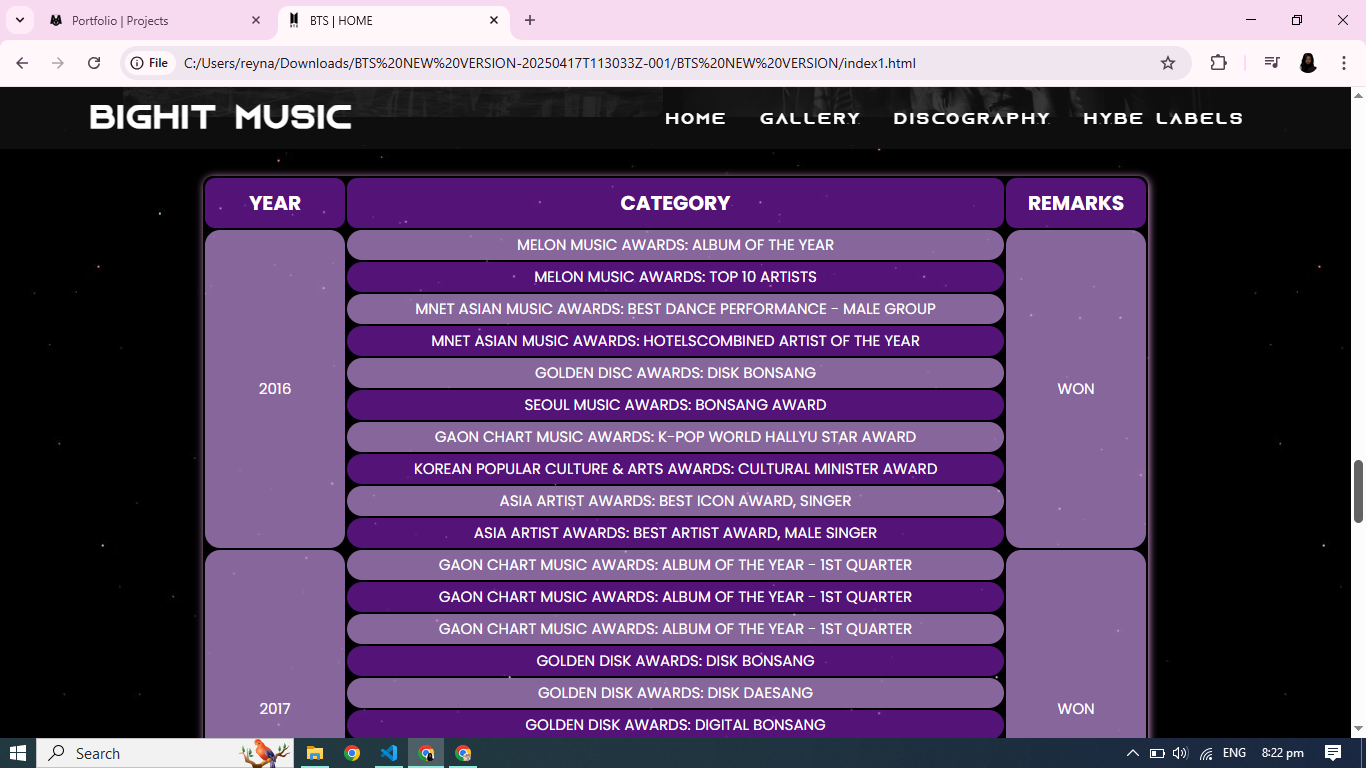 Portfolio | Projects
BTS | HOME
File
C:/Users/reyna/Downloads/BTS%20NEW%20VERSION-20250417T113033Z-001/BTS%20NEW%20VERSION/index1.html
BIGHIT MUSIC
HOME GALLERY DISCOGRAPHY HYBE LABELS
YEAR CATEGORY REMARKS
MELON MUSIC AWARDS: ALBUM OF THE YEAR
MELON MUSIC AWARDS: TOP 10 ARTISTS
MNET ASIAN MUSIC AWARDS: BEST DANCE PERFORMANCE - MALE GROUP
MNET ASIAN MUSIC AWARDS: HOTELSCOMBINED ARTIST OF THE YEAR
GOLDEN DISC AWARDS: DISK BONSANG
2016 WON
SEOUL MUSIC AWARDS: BONSANG AWARD
GAON CHART MUSIC AWARDS: K-POP WORLD HALLYU STAR AWARD
KOREAN POPULAR CULTURE & ARTS AWARDS: CULTURAL MINISTER AWARD
ASIA ARTIST AWARDS: BEST ICON AWARD, SINGER
ASIA ARTIST AWARDS: BEST ARTIST AWARD, MALE SINGER
GAON CHART MUSIC AWARDS: ALBUM OF THE YEAR - 1ST QUARTER
GAON CHART MUSIC AWARDS: ALBUM OF THE YEAR - 1ST QUARTER
GAON CHART MUSIC AWARDS: ALBUM OF THE YEAR - 1ST QUARTER
GOLDEN DISK AWARDS: DISK BONSANG
GOLDEN DISK AWARDS: DISK DAESANG
2017 WON
GOLDEN DISK AWARDS: DIGITAL BONSANG
Search
ENG
8:22 pm